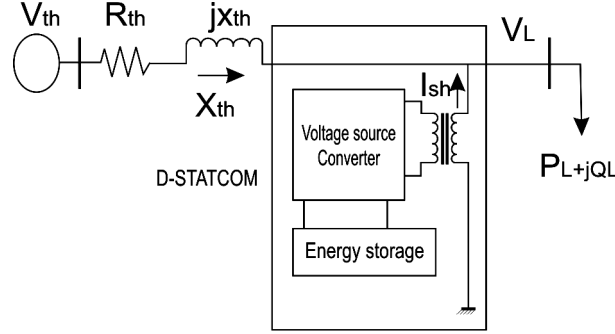 Vth
Rth
jxth
Xth
VL
Ish
Voltage source
Converter
D-STATCOM
Energy storage
PL+jQL